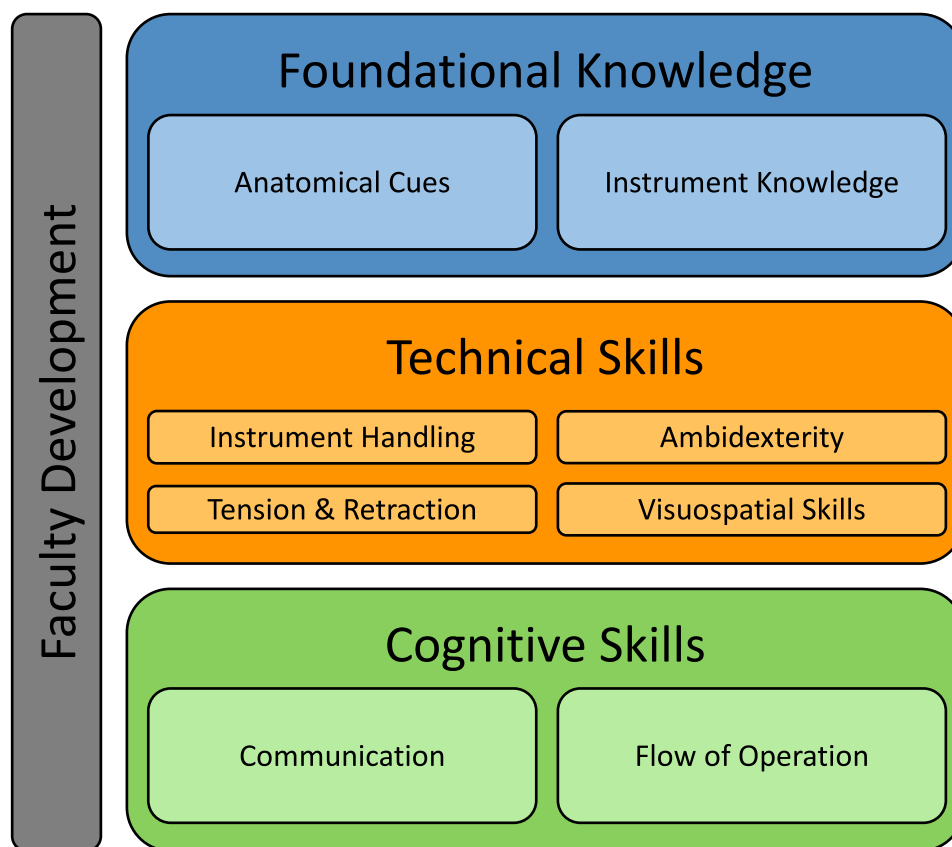 Faculty Development
Foundational Knowledge
Anatomical Cues
Instrument Knowledge
Technical Skills
Instrument Handling
Ambidexterity
Tension & Retraction
Visuospatial Skills
Cognitive Skills
Communication
Flow of Operation